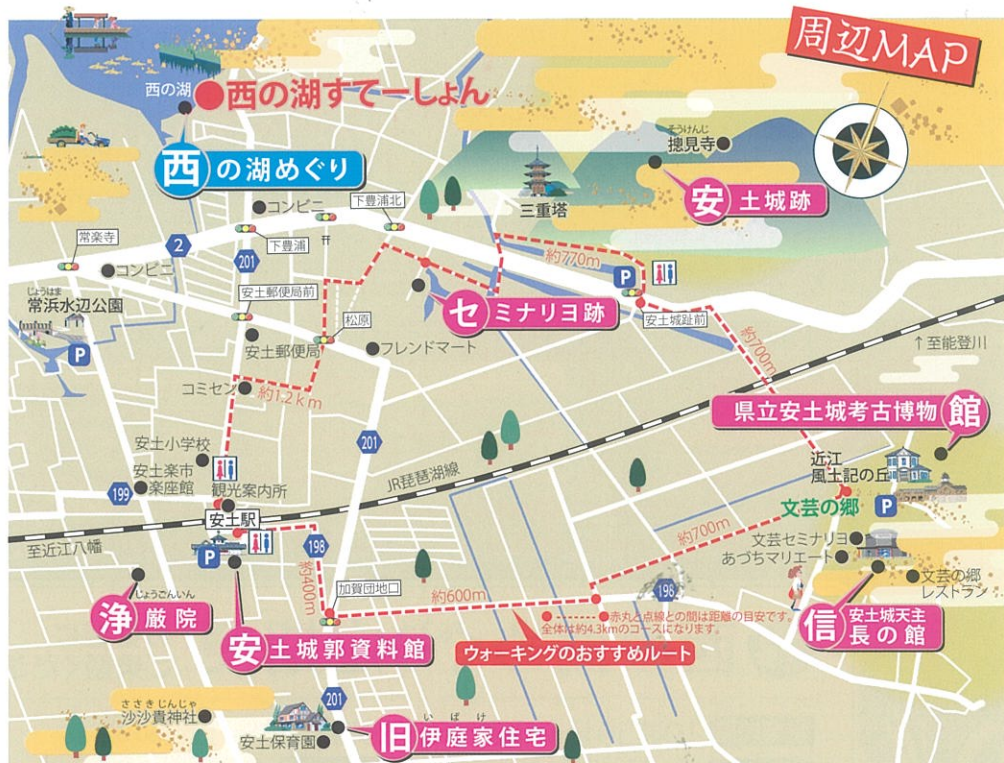 周辺MAP
西の湖
西の湖すてーしょん
西の湖めぐり
そうけんじ
摠見寺
安土城跡
三重塔
コンビニ
下豊浦北
下豊浦
常楽寺
2
201
コンビニ
じょうはま
常浜水辺公園
P
安土郵便局前
安土郵便局
松原
フレンドマート
セミナリヨ跡
約770m
P
安土城趾前
約700m
↑至能登川
コミセン
約1.2km
県立安土城考古博物館
安土小学校
201
JR琵琶湖線
近江
風土記の丘
安土楽市
楽座館
199
観光案内所
文芸の郷
P
安土駅
至近江八幡
P
198
約400m
加賀団地口
約600m
約700m
198
文芸セミナリヨ
あづちマリエート
文芸の郷
レストラン
じょうごんいん
浄厳院
安土城郭資料館
●------●赤丸と点線との間は距離の目安です。
全体は約4.3kmのコースになります。
ウォーキングのおすすめルート
信長の館
安土城天主
ささきじんじゃ
沙沙貴神社
201
安土保育園
いばけ
旧伊庭家住宅